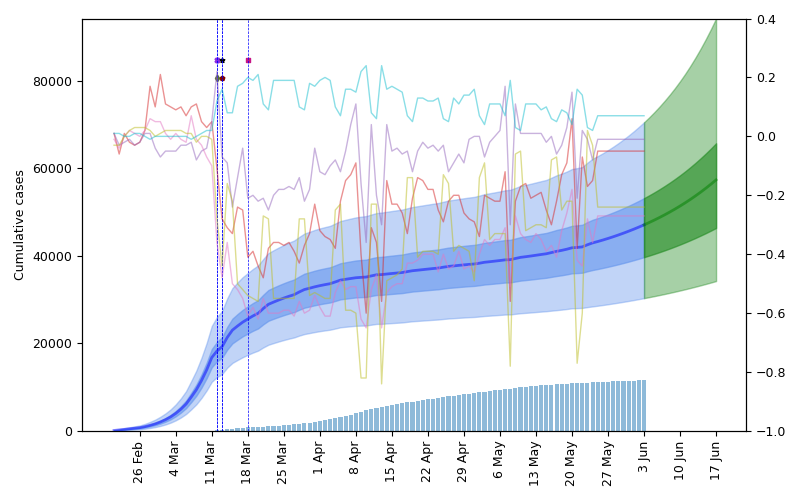 Cumulative cases
80000
60000
40000
20000
0
0.4
0.2
0.0
−0.2
−0.4
−0.6
−0.8
−1.0
26 Feb
4 Mar
11 Mar
18 Mar
25 Mar
1 Apr
8 Apr
15 Apr
22 Apr
29 Apr
6 May
13 May
20 May
27 May
3 Jun
10 Jun
17 Jun